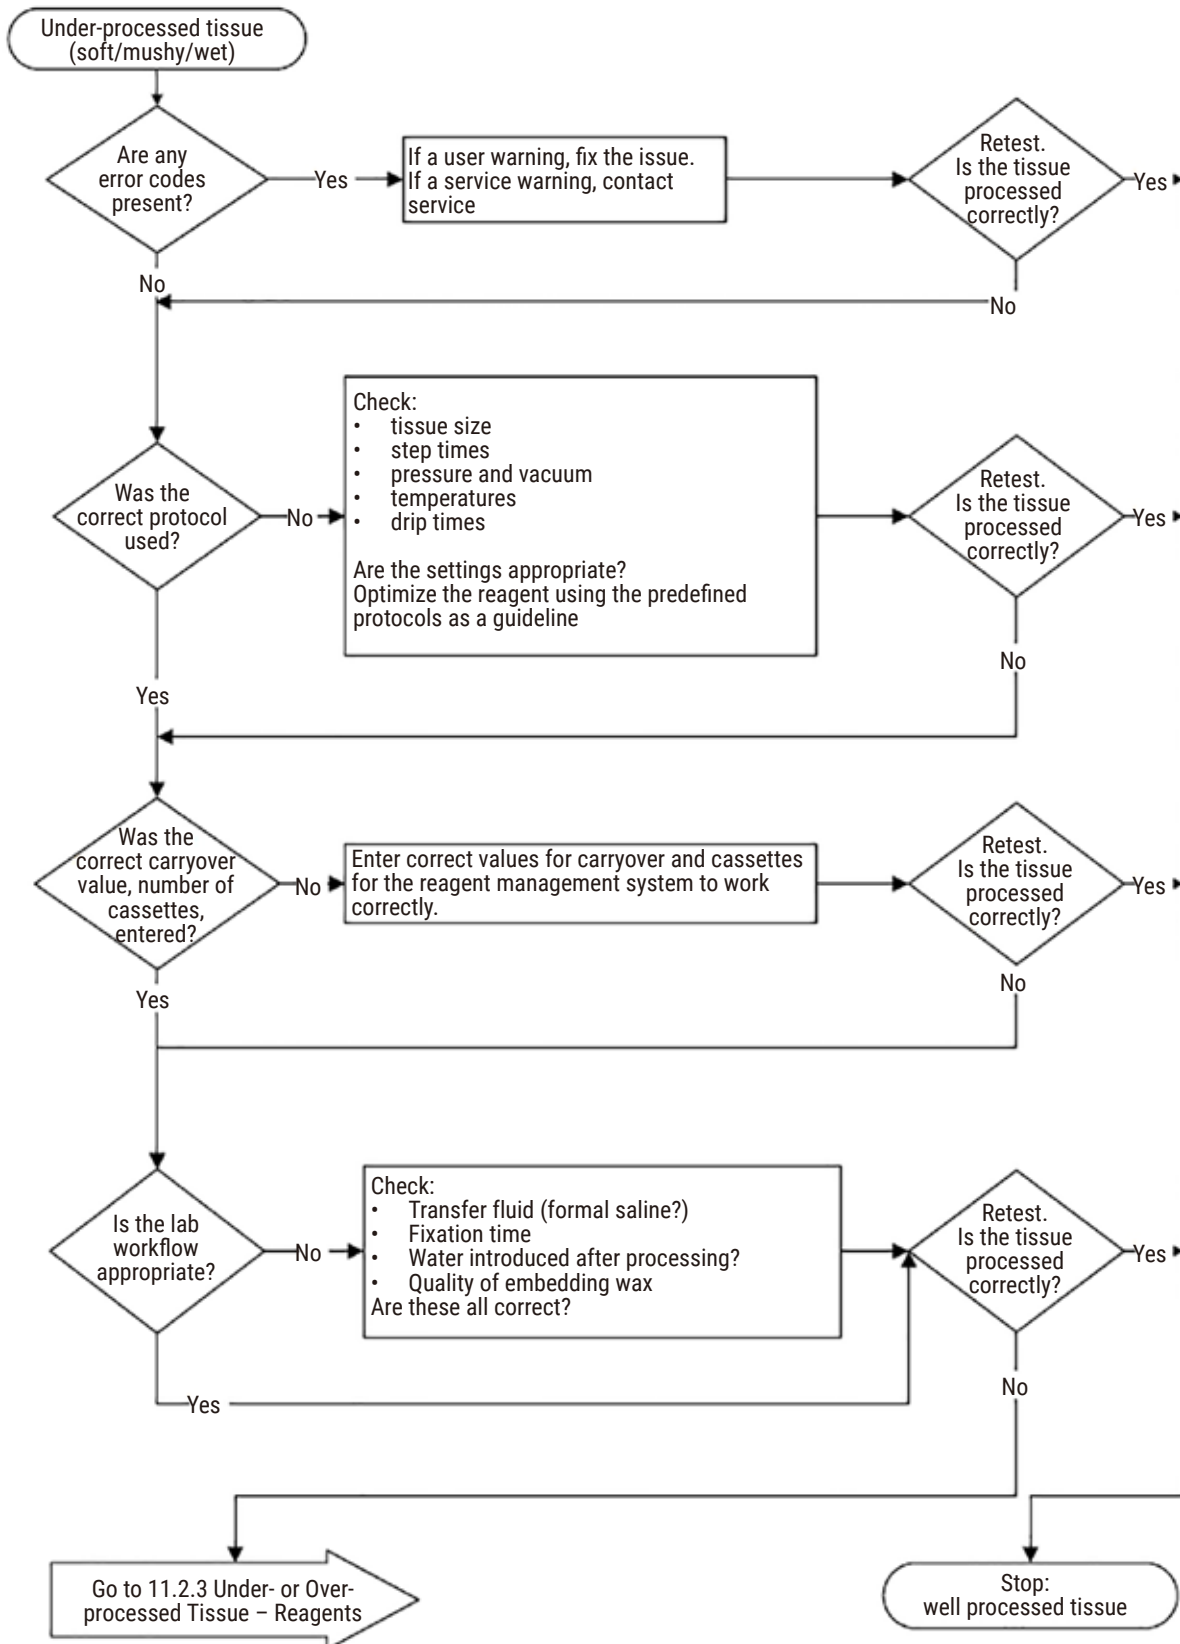 Under-processed tissue
(soft/mushy/wet)
Are any
error codes
present?
Yes
If a user warning, fix the issue.
If a service warning, contact
service
Retest.
Is the tissue
processed
correctly?
Yes
No
No
Was the
correct protocol
used?
No
Check:
• tissue size
• step times
• pressure and vacuum
• temperatures
• drip times
Are the settings appropriate?
Optimize the reagent using the predefined
protocols as a guideline
Retest.
Is the tissue
processed
correctly?
Yes
No
Yes
Was the
correct carryover
value, number of
cassettes,
entered?
No
Enter correct values for carryover and cassettes
for the reagent management system to work
correctly.
Retest.
Is the tissue
processed
correctly?
Yes
No
Yes
Is the lab
workflow
appropriate?
No
Check:
• Transfer fluid (formal saline?)
• Fixation time
• Water introduced after processing?
• Quality of embedding wax
Are these all correct?
Retest.
Is the tissue
processed
correctly?
Yes
No
Yes
Go to 11.2.3 Under- or Over-
processed Tissue – Reagents
Stop:
well processed tissue